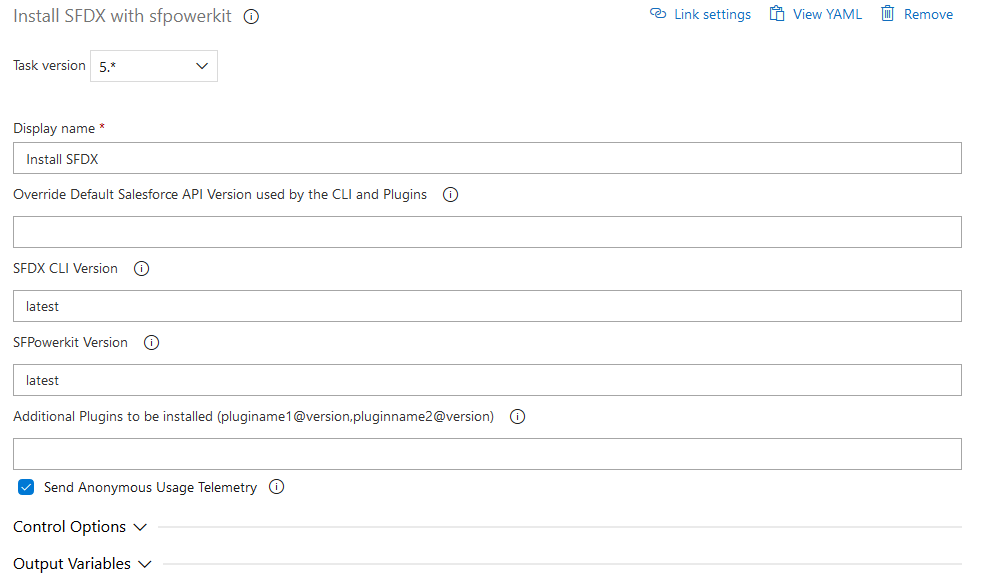 Install SFDX with sfpowerkit
Link settings View YAML Remove
Task version 5.*
Display name *
Install SFDX
Override Default Salesforce API Version used by the CLI and Plugins
SFDX CLI Version
latest
SFPowerkit Version
latest
Additional Plugins to be installed (pluginame1@version,pluginname2@version)
Send Anonymous Usage Telemetry
Control Options
Output Variables